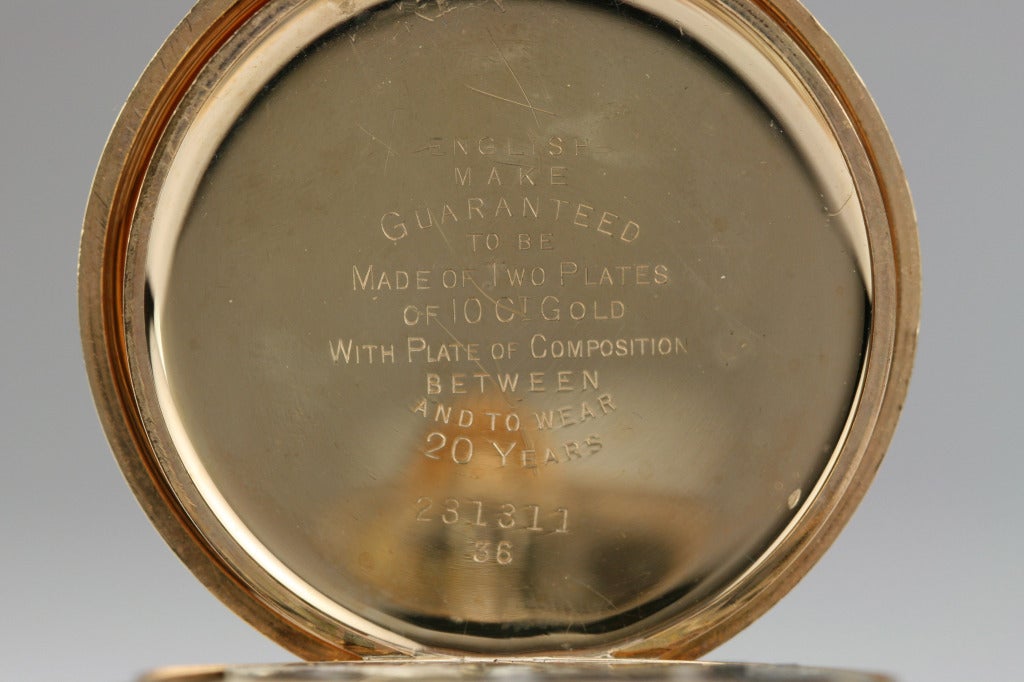 ENGLISH
MAKE
GUARANTEED
TO BE
MADE OF TWO PLATES
OF 10 CT GOLD
WITH PLATE OF COMPOSITION
BETWEEN
AND TO WEAR
20 YEARS
231311
36